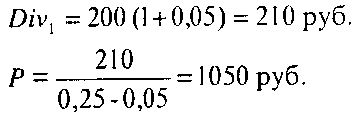 Div₁ = 200 (1+0,05) = 210 руб.
P = 210 / (0,25-0,05) = 1050 руб.